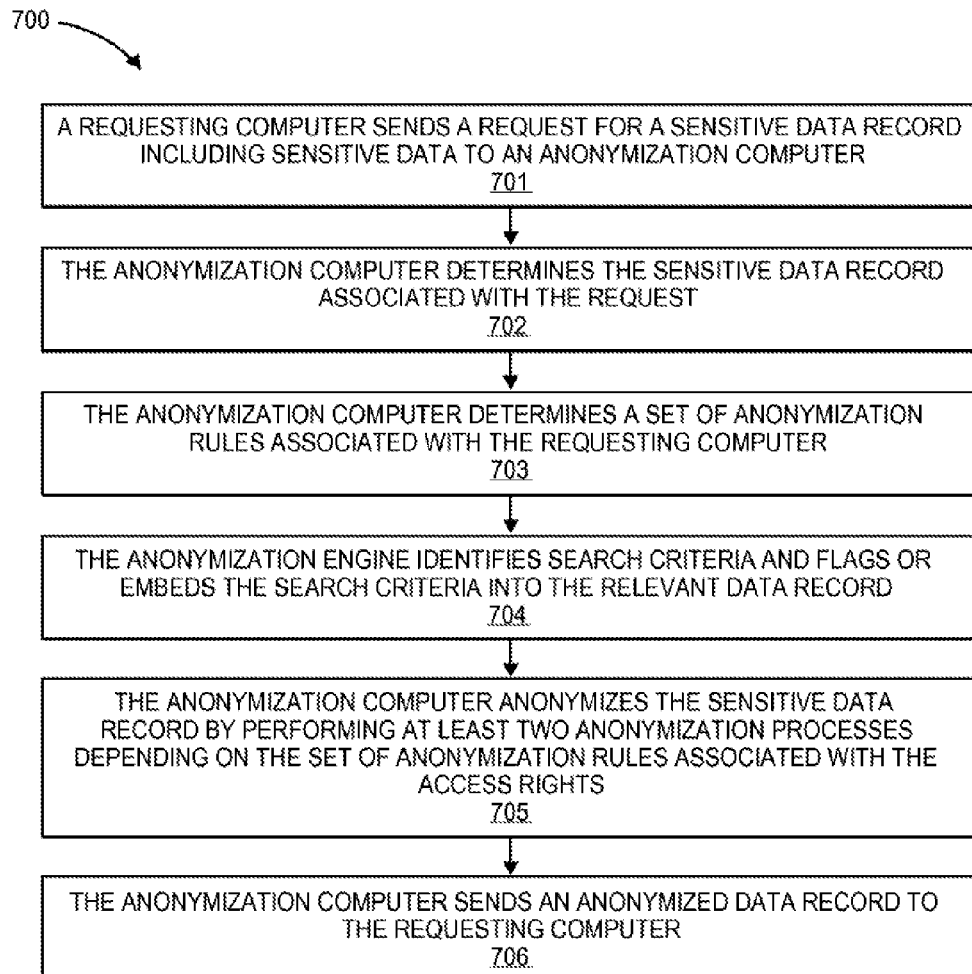 700
A REQUESTING COMPUTER SENDS A REQUEST FOR A SENSITIVE DATA RECORD
INCLUDING SENSITIVE DATA TO AN ANONYMIZATION COMPUTER
701
THE ANONYMIZATION COMPUTER DETERMINES THE SENSITIVE DATA RECORD
ASSOCIATED WITH THE REQUEST
702
THE ANONYMIZATION COMPUTER DETERMINES A SET OF ANONYMIZATION
RULES ASSOCIATED WITH THE REQUESTING COMPUTER
703
THE ANONYMIZATION ENGINE IDENTIFIES SEARCH CRITERIA AND FLAGS OR
EMBEDS THE SEARCH CRITERIA INTO THE RELEVANT DATA RECORD
704
THE ANONYMIZATION COMPUTER ANONYMIZES THE SENSITIVE DATA
RECORD BY PERFORMING AT LEAST TWO ANONYMIZATION PROCESSES
DEPENDING ON THE SET OF ANONYMIZATION RULES ASSOCIATED WITH THE
ACCESS RIGHTS
705
THE ANONYMIZATION COMPUTER SENDS AN ANONYMIZED DATA RECORD TO
THE REQUESTING COMPUTER
706